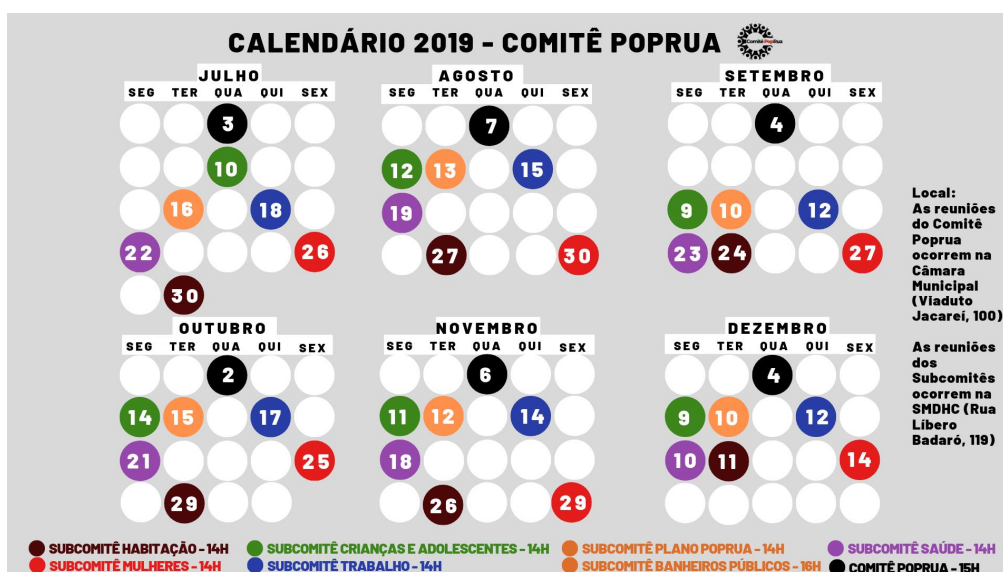 CALENDÁRIO 2019 - COMITÊ POPRUA
Comitê PopRua
JULHO
SEG TER QUA QUI SEX
3
10
16 18
22 26
30
AGOSTO
SEG TER QUA QUI SEX
7
12 13 15
19
27 30
SETEMBRO
SEG TER QUA QUI SEX
4
9 10 12
23 24 27
OUTUBRO
SEG TER QUA QUI SEX
2
14 15 17
21 25
29
NOVEMBRO
SEG TER QUA QUI SEX
6
11 12 14
18
26 29
DEZEMBRO
SEG TER QUA QUI SEX
4
9 10 12
10 11 14
Local:
As reuniões
do Comitê
Poprua
ocorrem na
Câmara
Municipal
(Viaduto
Jacareí, 100)
As reuniões
dos
Subcomitês
ocorrem na
SMDHC (Rua
Líbero
Badaró, 119)
SUBCOMITÊ HABITAÇÃO - 14H
SUBCOMITÊ CRIANÇAS E ADOLESCENTES - 14H
SUBCOMITÊ PLANO POPRUA - 14H
SUBCOMITÊ SAÚDE - 14H
SUBCOMITÊ MULHERES - 14H
SUBCOMITÊ TRABALHO - 14H
SUBCOMITÊ BANHEIROS PÚBLICOS - 16H
COMITÊ POPRUA - 15H